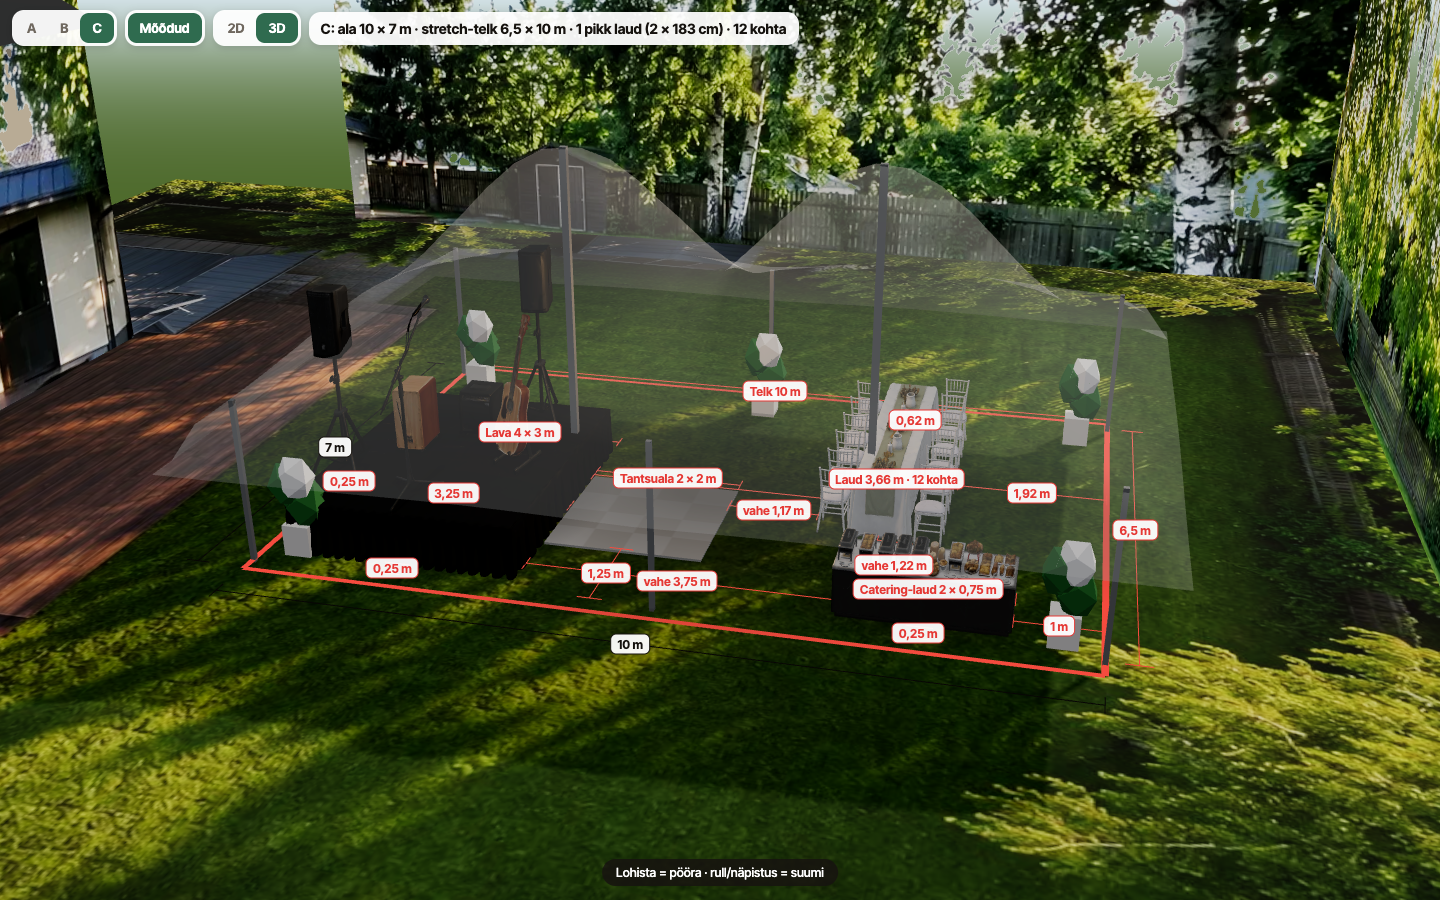 A B C Mõõdud 2D 3D C: ala 10 × 7 m · stretch-telk 6,5 × 10 m · 1 pikk laud (2 × 183 cm) · 12 kohta
Telk 10 m
0,62 m
Lava 4 × 3 m
7 m
Tantsuala 2 × 2 m
Laud 3,66 m · 12 kohta
0,25 m
3,25 m
1,92 m
vahe 1,17 m
6,5 m
0,25 m
1,25 m
vahe 3,75 m
vahe 1,22 m
Catering-laud 2 × 0,75 m
0,25 m
1 m
10 m
Lohista = pööra · rull/näpistus = suumi